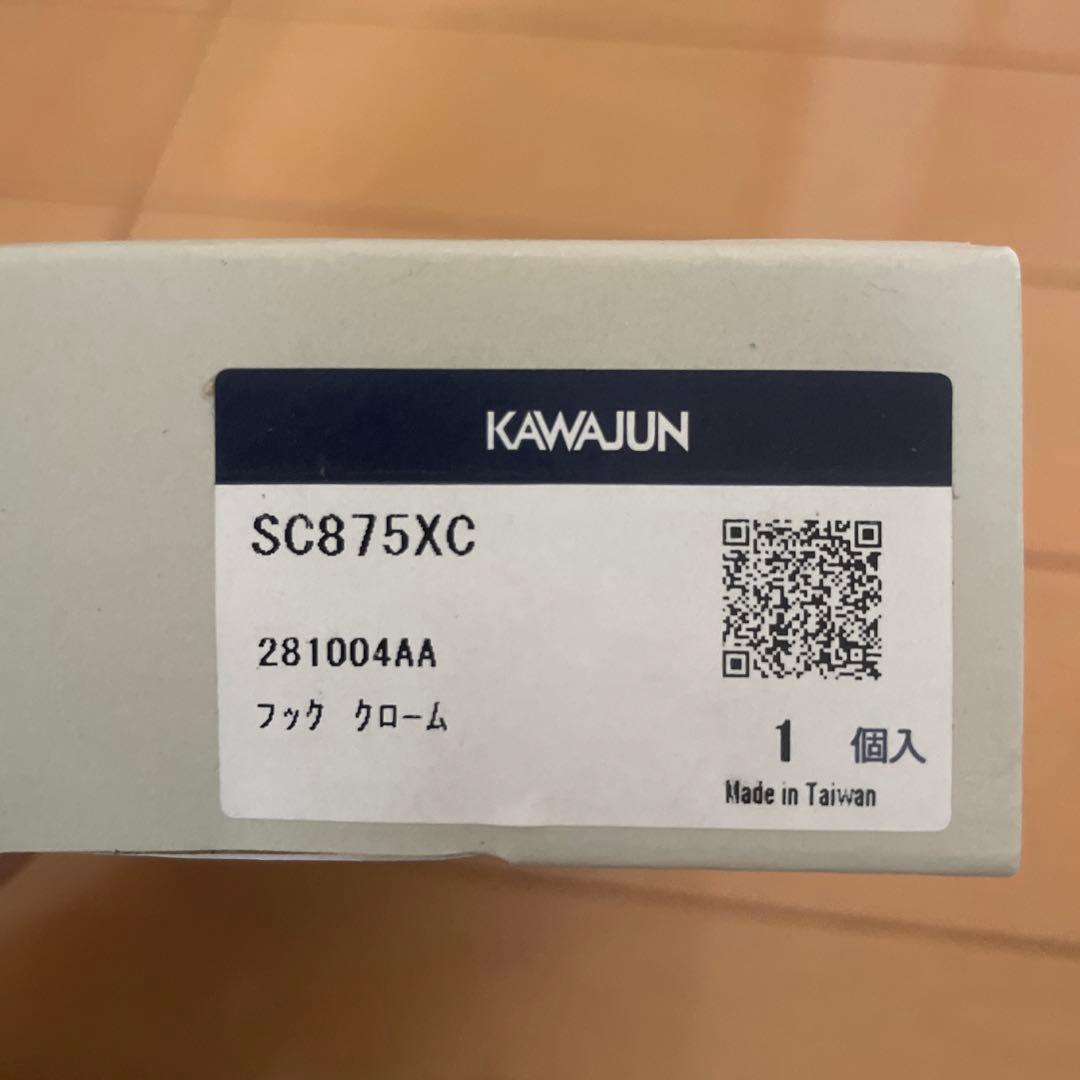 KAWAJUN
SC875XC
281004AA
フック クローム
1 個入
Made in Taiwan